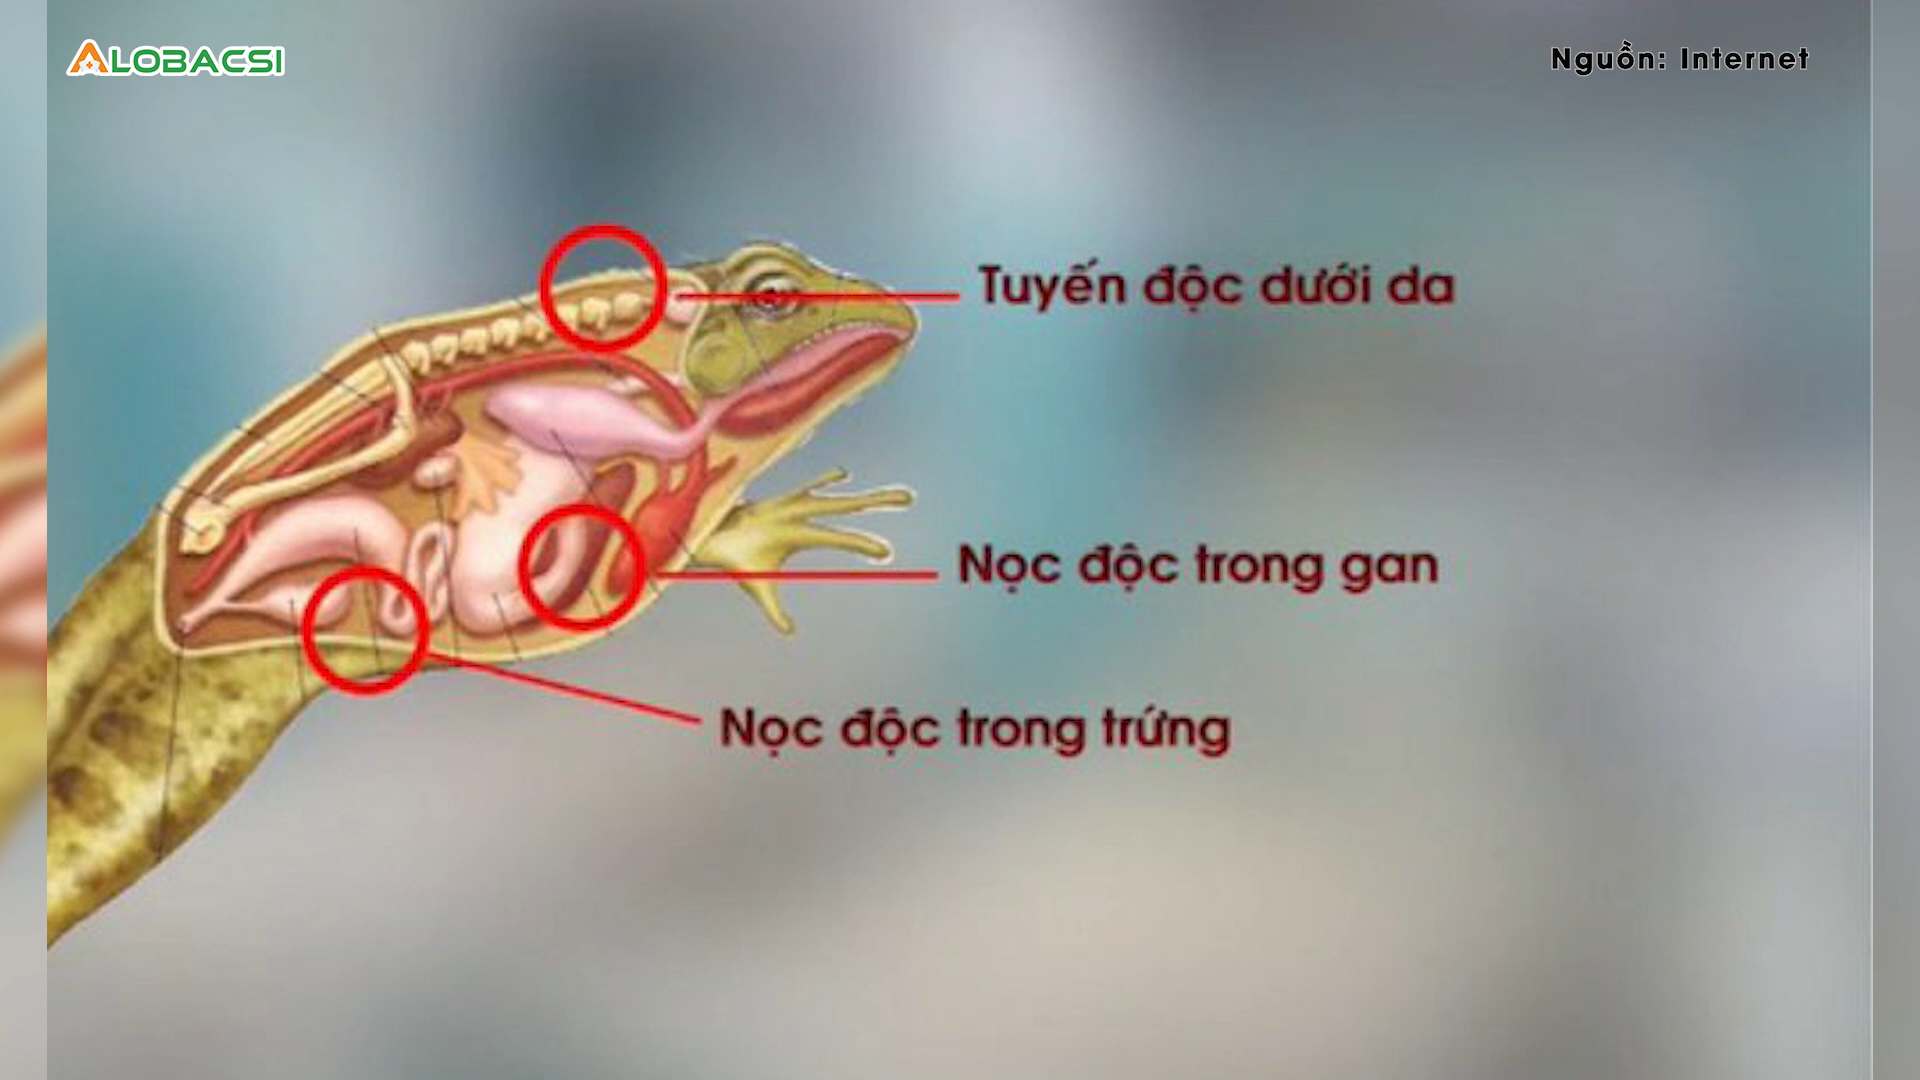 ALOBACSI
Nguồn: Internet
Tuyến độc dưới da
Nọc độc trong gan
Nọc độc trong trứng